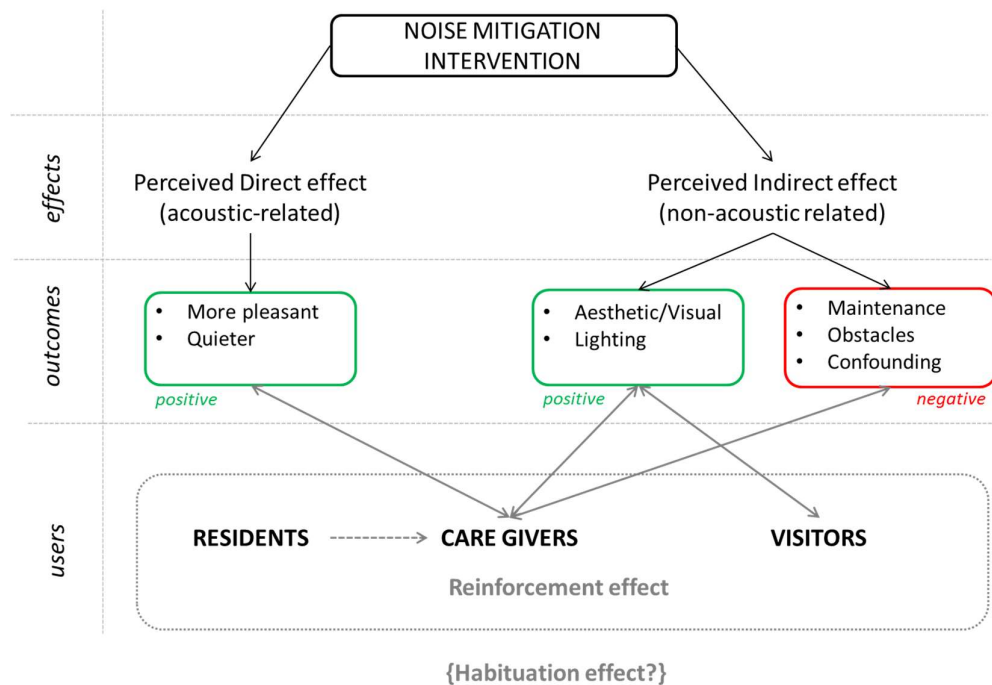 NOISE MITIGATION
INTERVENTION
effects
Perceived Direct effect
(acoustic-related)
Perceived Indirect effect
(non-acoustic related)
outcomes
• More pleasant
• Quieter
positive
• Aesthetic/Visual
• Lighting
positive
• Maintenance
• Obstacles
• Confounding
negative
users
RESIDENTS
CARE GIVERS
VISITORS
Reinforcement effect
{Habituation effect?}